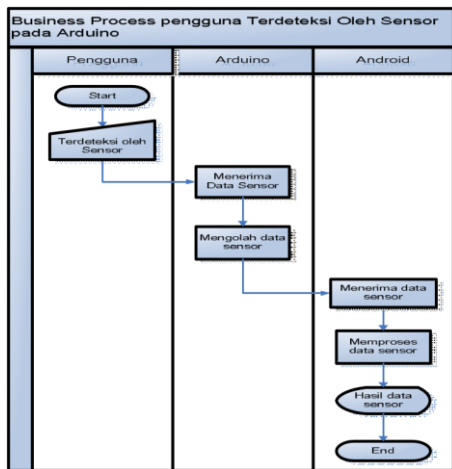 Business Process pengguna Terdeteksi Oleh Sensor
pada Arduino
Pengguna
Arduino
Android
Start
Terdeteksi oleh
Sensor
Menerima
Data Sensor
Mengolah data
sensor
Menerima data
sensor
Memproses
data sensor
Hasil data
sensor
End